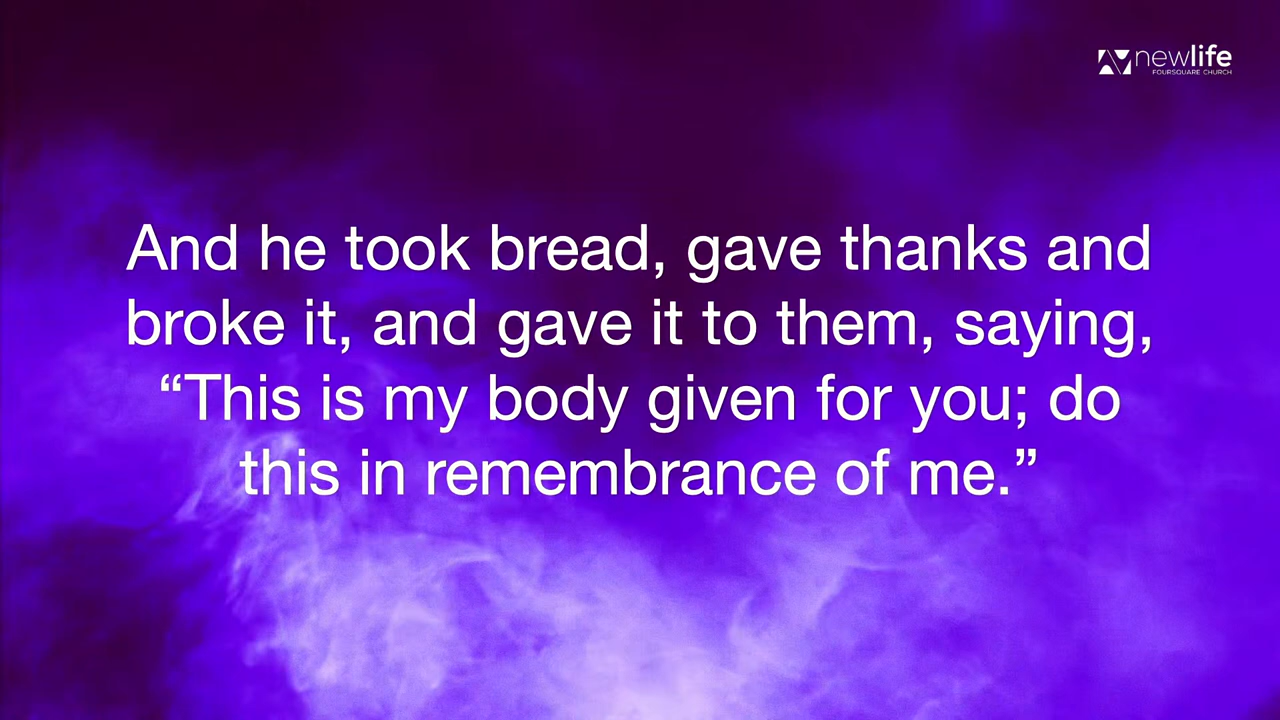 newlife
FOURSQUARE CHURCH
And he took bread, gave thanks and
broke it, and gave it to them, saying,
“This is my body given for you; do
this in remembrance of me.”